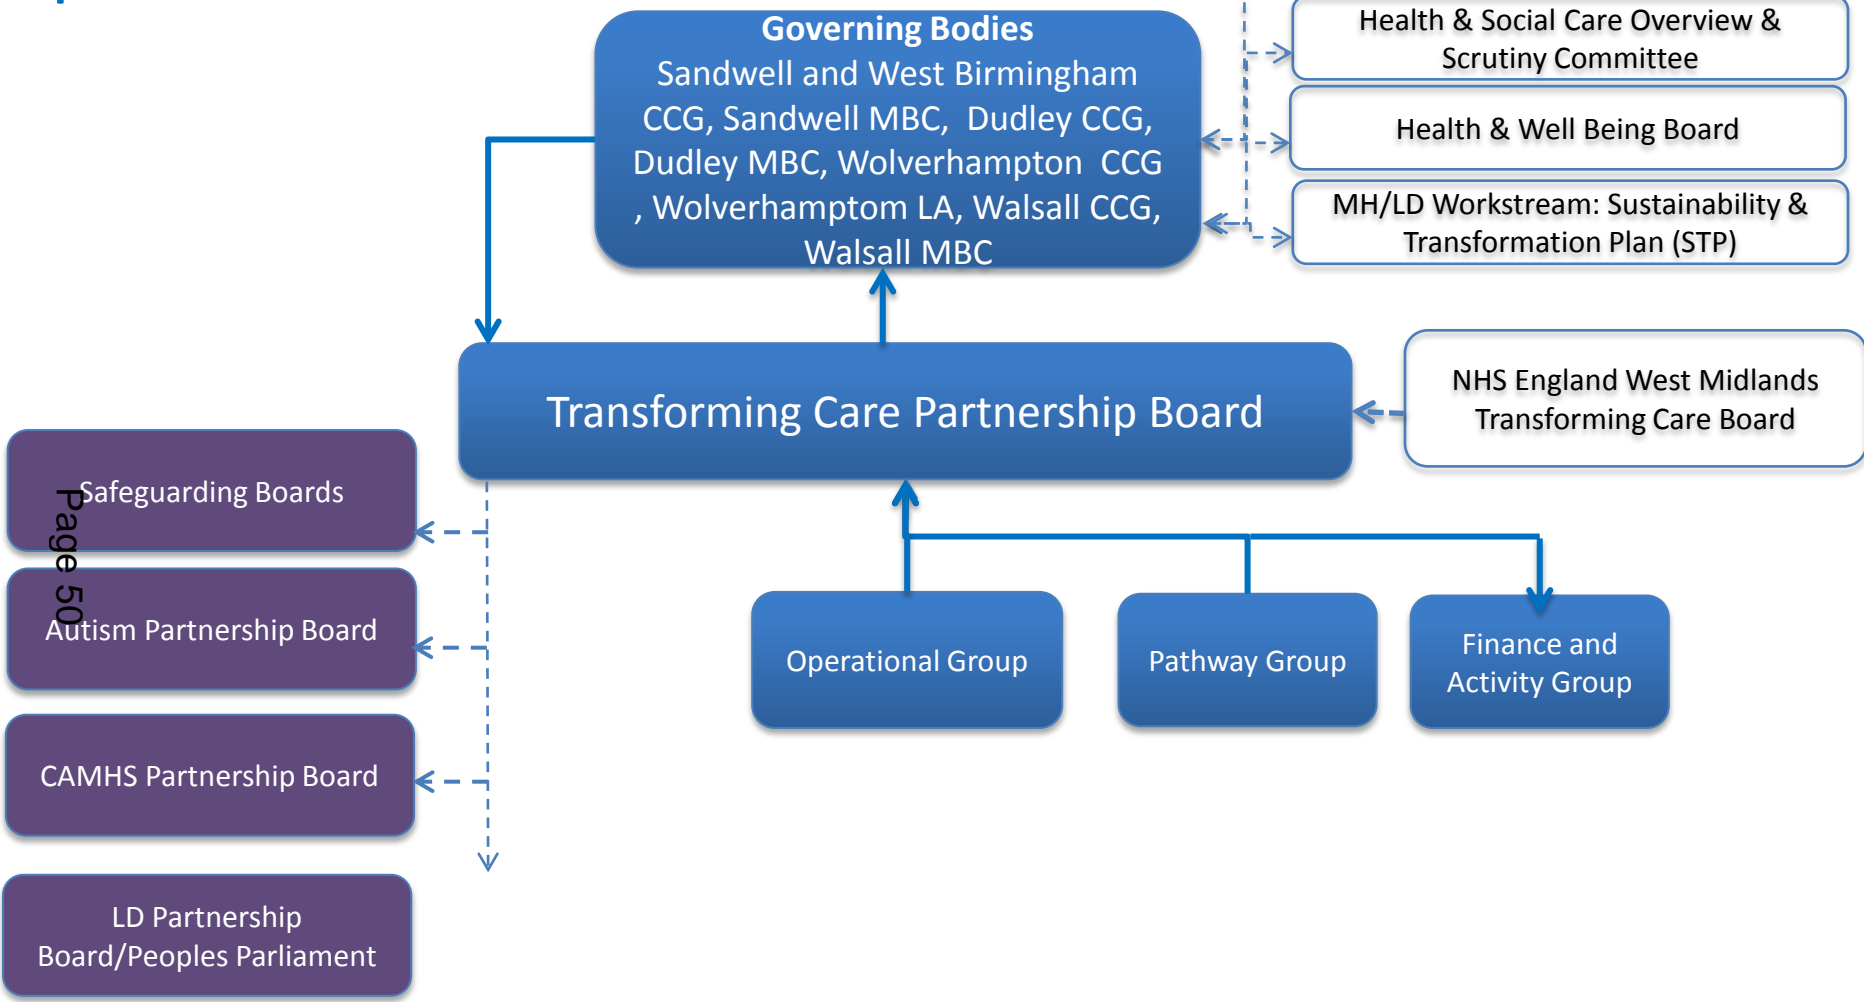 Governing Bodies
Sandwell and West Birmingham
CCG, Sandwell MBC, Dudley CCG,
Dudley MBC, Wolverhampton CCG
, Wolverhamptom LA, Walsall CCG,
Walsall MBC
Health & Social Care Overview &
Scrutiny Committee
Health & Well Being Board
MH/LD Workstream: Sustainability &
Transformation Plan (STP)
Transforming Care Partnership Board
NHS England West Midlands
Transforming Care Board
Safeguarding Boards
Page 50
Autism Partnership Board
CAMHS Partnership Board
LD Partnership
Board/Peoples Parliament
Operational Group
Pathway Group
Finance and
Activity Group